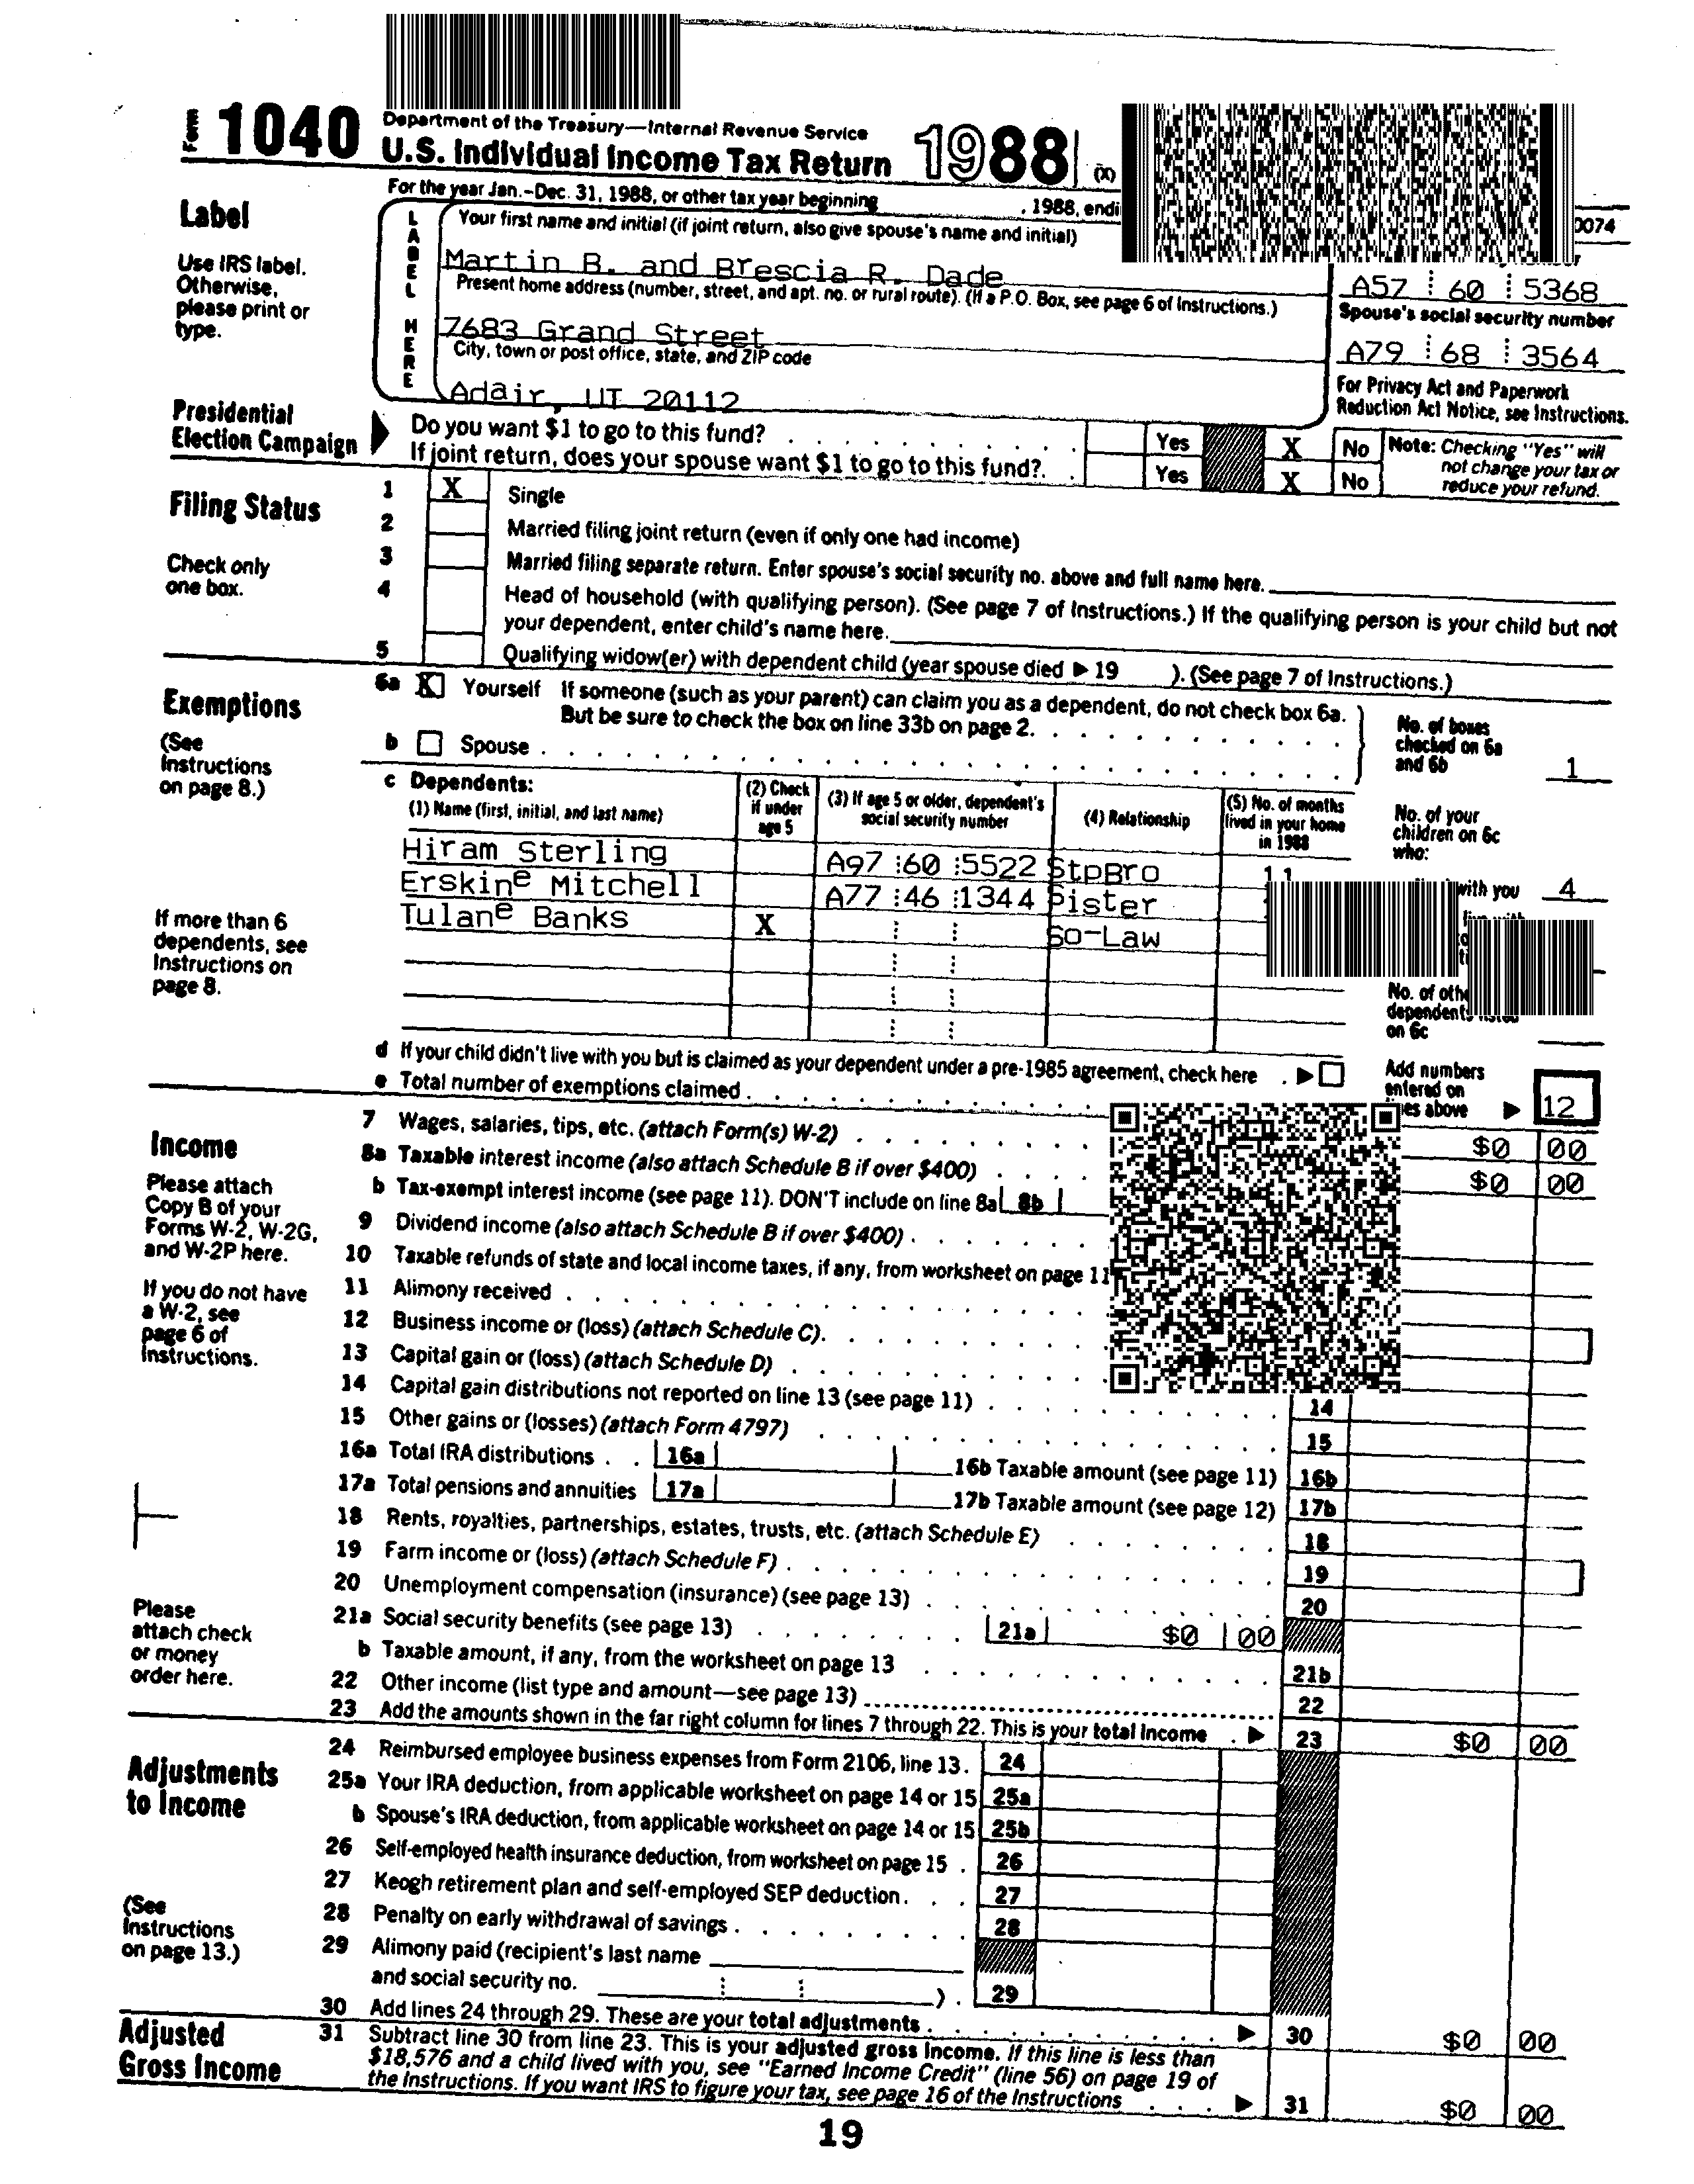 Form 1040 Department of the Treasury—Internal Revenue Service
U.S. Individual Income Tax Return 1988 (X)
For the year Jan.-Dec. 31, 1988, or other tax year beginning , 1988,
0074
Label
Use IRS label.
Otherwise,
please print or
type.
LABEL HERE
Your first name and initial (if joint return, also give spouse's name and initial)
Martin B. and Brescia R. Dade
A57 60 5368
Present home address (number, street, and apt. no. or rural route). (If a P.O. Box, see page 6 of Instructions.)
7683 Grand Street
Spouse's social security number
A79 68 3564
City, town or post office, state, and ZIP code
Adair, UT 20112
For Privacy Act and Paperwork
Reduction Act Notice, see Instructions.
Presidential
Election Campaign
Do you want $1 to go to this fund? Yes X No
If joint return, does your spouse want $1 to go to this fund? Yes X No
Note: Checking "Yes" will
not change your tax or
reduce your refund.
Filing Status
Check only
one box.
1 X Single
2 Married filing joint return (even if only one had income)
3 Married filing separate return. Enter spouse's social security no. above and full name here.
4 Head of household (with qualifying person). (See page 7 of Instructions.) If the qualifying person is your child but not
your dependent, enter child's name here.
5 Qualifying widow(er) with dependent child (year spouse died ▶ 19 ). (See page 7 of Instructions.)
Exemptions
(See
Instructions
on page 8.)
6a X Yourself If someone (such as your parent) can claim you as a dependent, do not check box 6a.
But be sure to check the box on line 33b on page 2.
b Spouse
No. of boxes
checked on 6a
and 6b 1
c Dependents:
(1) Name (first, initial, and last name)
(2) Check
if under
age 5
(3) If age 5 or older, dependent's
social security number
(4) Relationship
(5) No. of months
lived in your home
in 1988
No. of your
children on 6c
who:
Hiram Sterling A97 60 5522 StpBro 11
Erskine Mitchell A77 46 1344 Sister
with you 4
Tulane Banks X So-Law
If more than 6
dependents, see
Instructions on
page 8.
No. of
on 6c
d If your child didn't live with you but is claimed as your dependent under a pre-1985 agreement, check here ▶
e Total number of exemptions claimed
Add numbers
entered on
above ▶ 12
Income
Please attach
Copy B of your
Forms W-2, W-2G,
and W-2P here.
If you do not have
a W-2, see
page 6 of
Instructions.
7 Wages, salaries, tips, etc. (attach Form(s) W-2) $0 00
8a Taxable interest income (also attach Schedule B if over $400) $0 00
b Tax-exempt interest income (see page 11). DON'T include on line 8a 8b
9 Dividend income (also attach Schedule B if over $400)
10 Taxable refunds of state and local income taxes, if any, from worksheet on page 11
11 Alimony received
12 Business income or (loss) (attach Schedule C).
13 Capital gain or (loss) (attach Schedule D)
14 Capital gain distributions not reported on line 13 (see page 11) 14
15 Other gains or (losses) (attach Form 4797) 15
16a Total IRA distributions 16a 16b Taxable amount (see page 11) 16b
17a Total pensions and annuities 17a 17b Taxable amount (see page 12) 17b
18 Rents, royalties, partnerships, estates, trusts, etc. (attach Schedule E) 18
19 Farm income or (loss) (attach Schedule F) 19
20 Unemployment compensation (insurance) (see page 13) 20
21a Social security benefits (see page 13) 21a $0 00
b Taxable amount, if any, from the worksheet on page 13 21b
22 Other income (list type and amount—see page 13) 22
23 Add the amounts shown in the far right column for lines 7 through 22. This is your total income ▶ 23 $0 00
Please
attach check
or money
order here.
Adjustments
to Income
(See
Instructions
on page 13.)
24 Reimbursed employee business expenses from Form 2106, line 13. 24
25a Your IRA deduction, from applicable worksheet on page 14 or 15 25a
b Spouse's IRA deduction, from applicable worksheet on page 14 or 15 25b
26 Self-employed health insurance deduction, from worksheet on page 15 26
27 Keogh retirement plan and self-employed SEP deduction. 27
28 Penalty on early withdrawal of savings 28
29 Alimony paid (recipient's last name
and social security no. ) 29
30 Add lines 24 through 29. These are your total adjustments ▶ 30 $0 00
Adjusted
Gross Income
31 Subtract line 30 from line 23. This is your adjusted gross income. If this line is less than
$18,576 and a child lived with you, see "Earned Income Credit" (line 56) on page 19 of
the Instructions. If you want IRS to figure your tax, see page 16 of the Instructions ▶ 31 $0 00
19